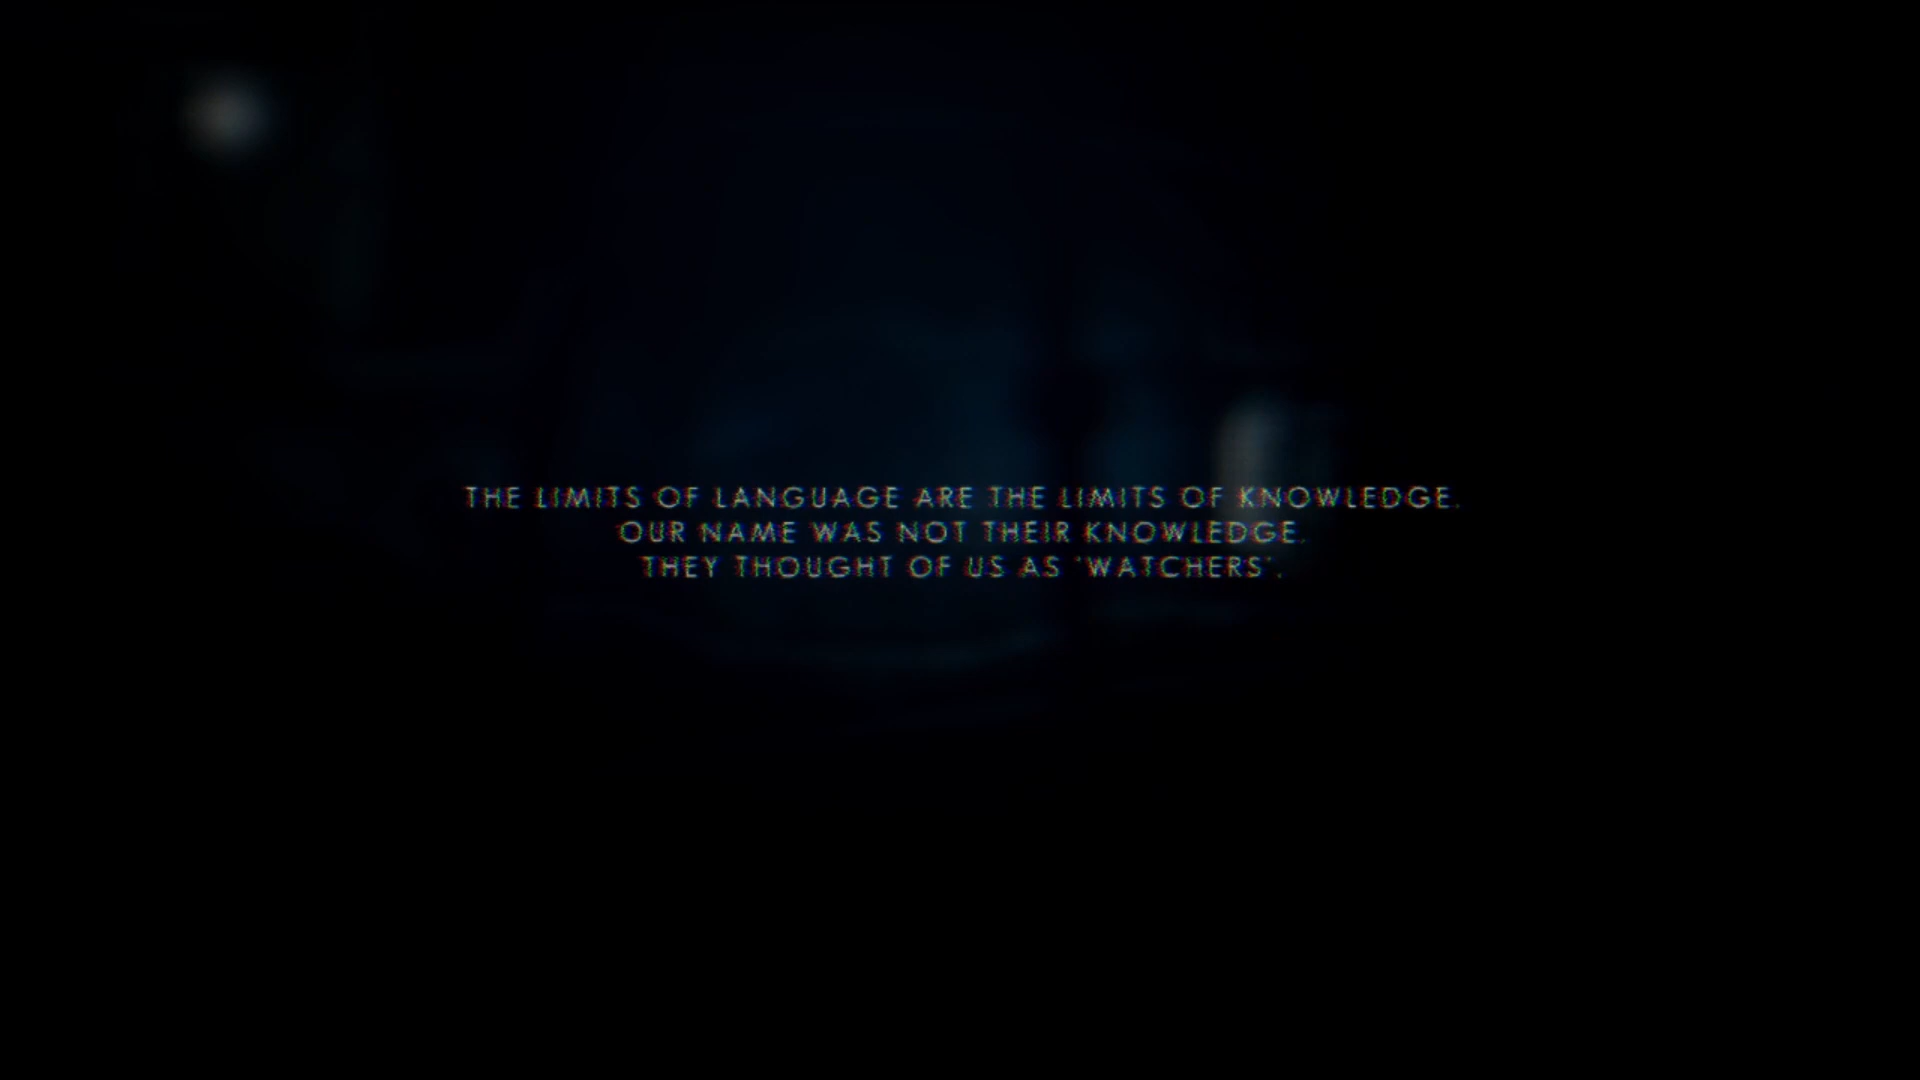 THE LIMITS OF LANGUAGE ARE THE LIMITS OF KNOWLEDGE.
OUR NAME WAS NOT THEIR KNOWLEDGE.
THEY THOUGHT OF US AS 'WATCHERS'.